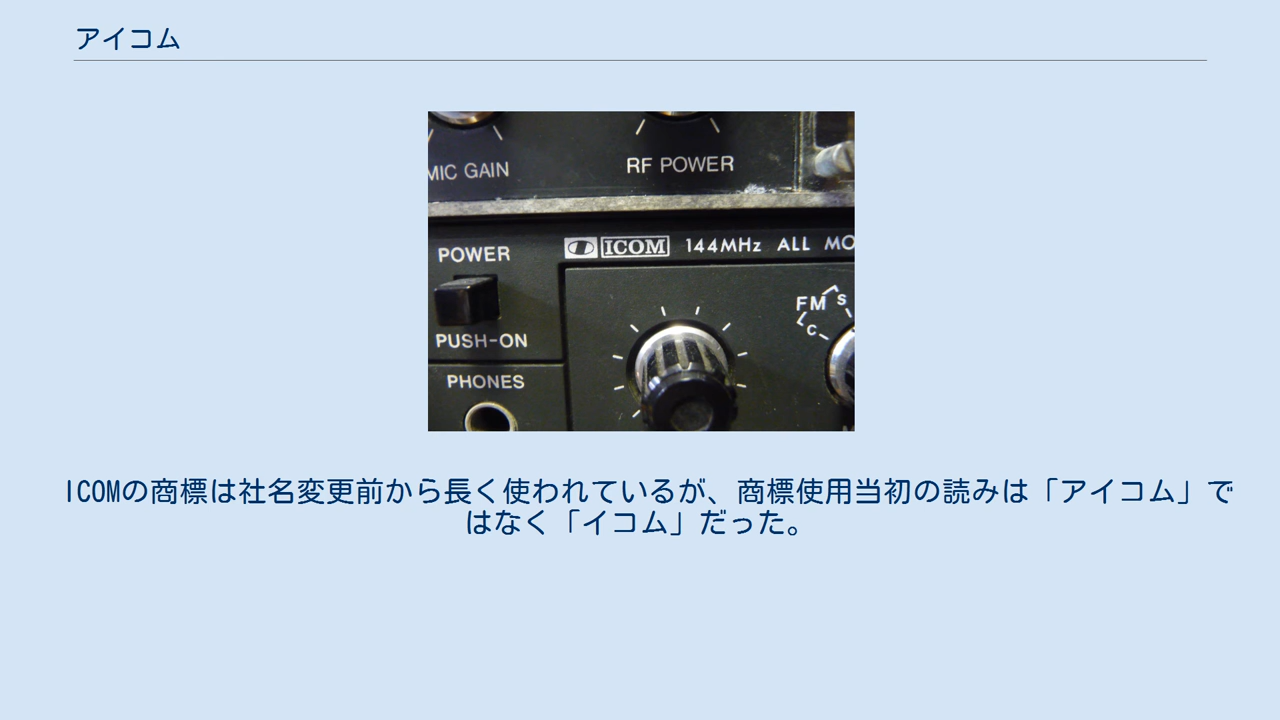 アイコム
MIC GAIN
RF POWER
POWER
ICOM 144MHz ALL MO
FM S
C
PUSH-ON
PHONES
ICOMの商標は社名変更前から長く使われているが、商標使用当初の読みは「アイコム」で
はなく「イコム」だった。